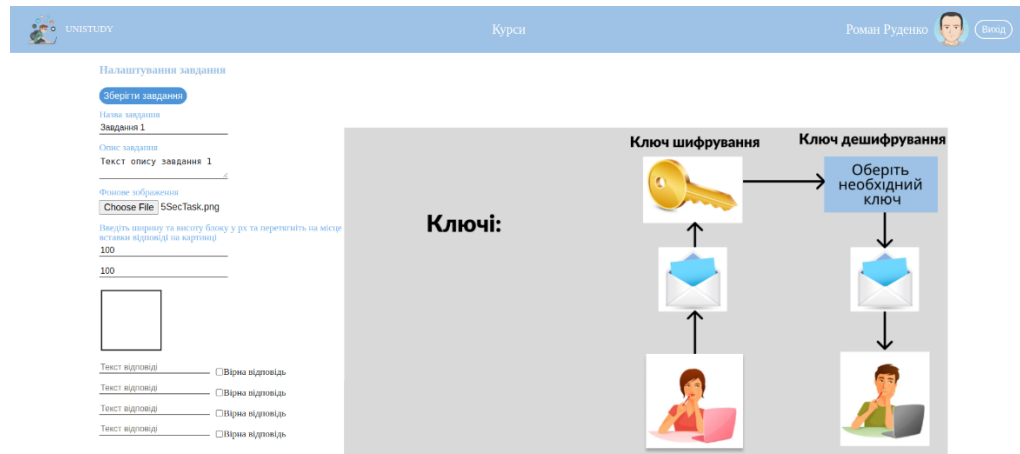 UNISTUDY
Курси
Роман Руденко
Вихід
Налаштування завдання
Зберігти завдання
Назва завдання
Завдання 1
Опис завдання
Текст опису завдання 1
Фонове зображення
Choose File 5SecTask.png
Введіть ширину та висоту блоку у px та перетягніть на місце
вставки відповіді на картинці
100
100
Текст відповіді
Вірна відповідь
Текст відповіді
Вірна відповідь
Текст відповіді
Вірна відповідь
Текст відповіді
Вірна відповідь
Ключі:
Ключ шифрування
Ключ дешифрування
Оберіть
необхідний
ключ